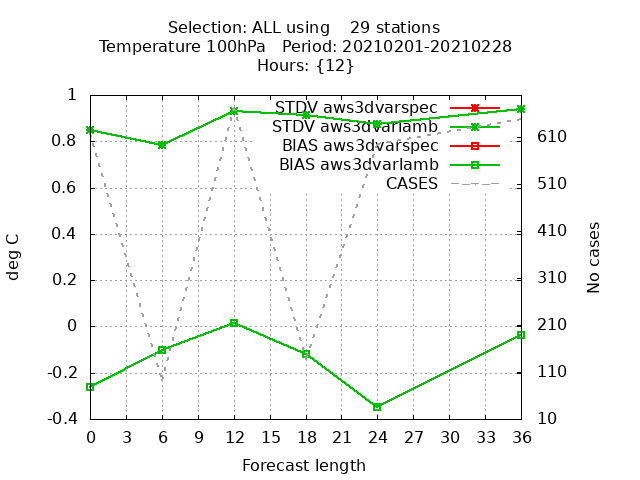 Selection: ALL using    29 stations
Temperature 100hPa   Period: 20210201-20210228
Hours: {12}
STDV aws3dvarspec
STDV aws3dvarlamb
BIAS aws3dvarspec
BIAS aws3dvarlamb
CASES
1
0.8
0.6
0.4
0.2
0
-0.2
-0.4
deg C
610
510
410
310
210
110
10
No cases
0 3 6 9 12 15 18 21 24 27 30 33 36
Forecast length